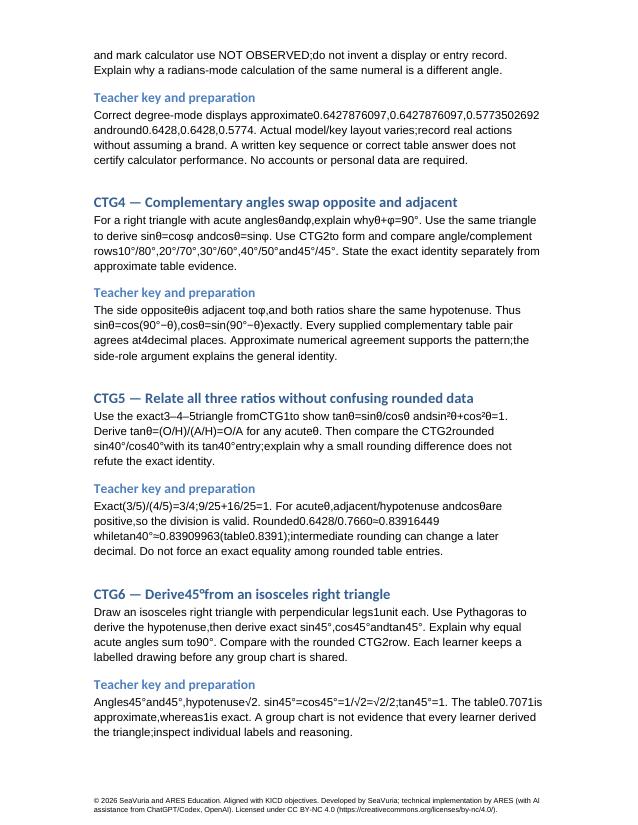 and mark calculator use NOT OBSERVED;do not invent a display or entry record.
Explain why a radians-mode calculation of the same numeral is a different angle.
Teacher key and preparation
Correct degree-mode displays approximate0.6427876097,0.6427876097,0.5773502692
andround0.6428,0.6428,0.5774. Actual model/key layout varies;record real actions
without assuming a brand. A written key sequence or correct table answer does not
certify calculator performance. No accounts or personal data are required.
CTG4 — Complementary angles swap opposite and adjacent
For a right triangle with acute anglesθandφ,explain whyθ+φ=90°. Use the same triangle
to derive sinθ=cosφ andcosθ=sinφ. Use CTG2to form and compare angle/complement
rows10°/80°,20°/70°,30°/60°,40°/50°and45°/45°. State the exact identity separately from
approximate table evidence.
Teacher key and preparation
The side oppositeθis adjacent toφ,and both ratios share the same hypotenuse. Thus
sinθ=cos(90°−θ),cosθ=sin(90°−θ)exactly. Every supplied complementary table pair
agrees at4decimal places. Approximate numerical agreement supports the pattern;the
side-role argument explains the general identity.
CTG5 — Relate all three ratios without confusing rounded data
Use the exact3–4–5triangle fromCTG1to show tanθ=sinθ/cosθ andsin²θ+cos²θ=1.
Derive tanθ=(O/H)/(A/H)=O/A for any acuteθ. Then compare the CTG2rounded
sin40°/cos40°with its tan40°entry;explain why a small rounding difference does not
refute the exact identity.
Teacher key and preparation
Exact(3/5)/(4/5)=3/4;9/25+16/25=1. For acuteθ,adjacent/hypotenuse andcosθare
positive,so the division is valid. Rounded0.6428/0.7660≈0.83916449
whiletan40°≈0.83909963(table0.8391);intermediate rounding can change a later
decimal. Do not force an exact equality among rounded table entries.
CTG6 — Derive45°from an isosceles right triangle
Draw an isosceles right triangle with perpendicular legs1unit each. Use Pythagoras to
derive the hypotenuse,then derive exact sin45°,cos45°andtan45°. Explain why equal
acute angles sum to90°. Compare with the rounded CTG2row. Each learner keeps a
labelled drawing before any group chart is shared.
Teacher key and preparation
Angles45°and45°,hypotenuse√2. sin45°=cos45°=1/√2=√2/2;tan45°=1. The table0.7071is
approximate,whereas1is exact. A group chart is not evidence that every learner derived
the triangle;inspect individual labels and reasoning.
© 2026 SeaVuria and ARES Education. Aligned with KICD objectives. Developed by SeaVuria; technical implementation by ARES (with AI
assistance from ChatGPT/Codex, OpenAI). Licensed under CC BY-NC 4.0 (https://creativecommons.org/licenses/by-nc/4.0/).